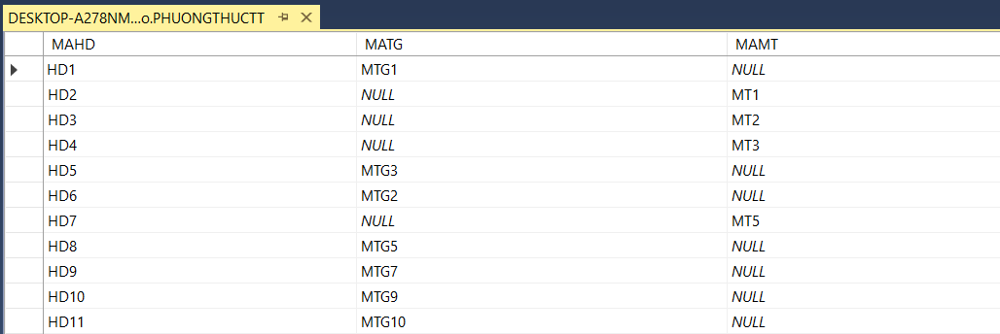 DESKTOP-A278NM...o.PHUONGTHUCTT
MAHD MATG MAMT
HD1 MTG1 NULL
HD2 NULL MT1
HD3 NULL MT2
HD4 NULL MT3
HD5 MTG3 NULL
HD6 MTG2 NULL
HD7 NULL MT5
HD8 MTG5 NULL
HD9 MTG7 NULL
HD10 MTG9 NULL
HD11 MTG10 NULL